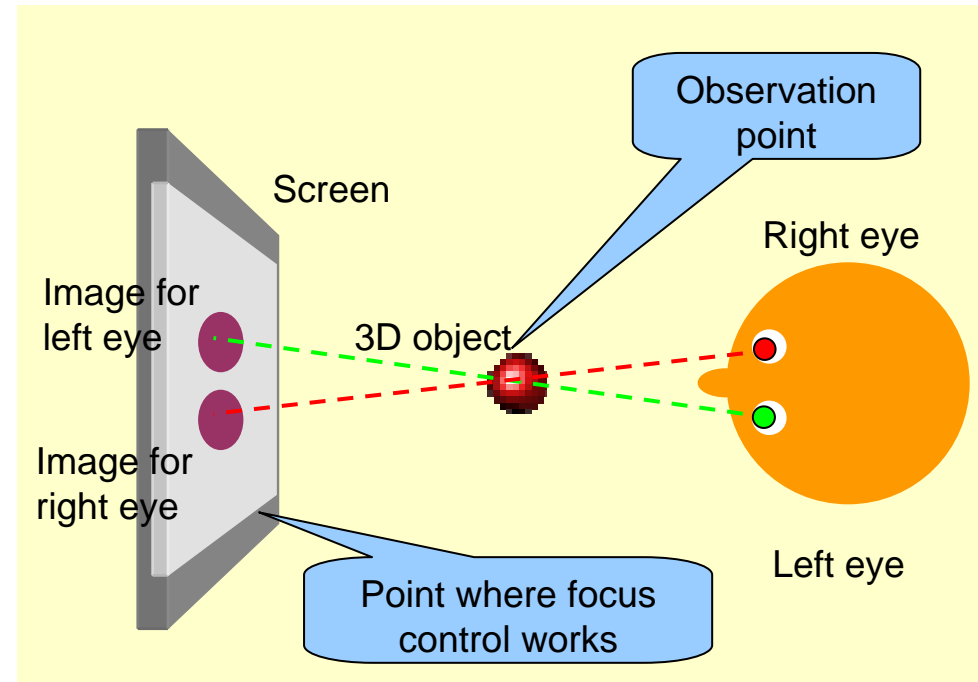 Observation
point
Screen
Right eye
Image for
left eye
3D object
Image for
right eye
Left eye
Point where focus
control works